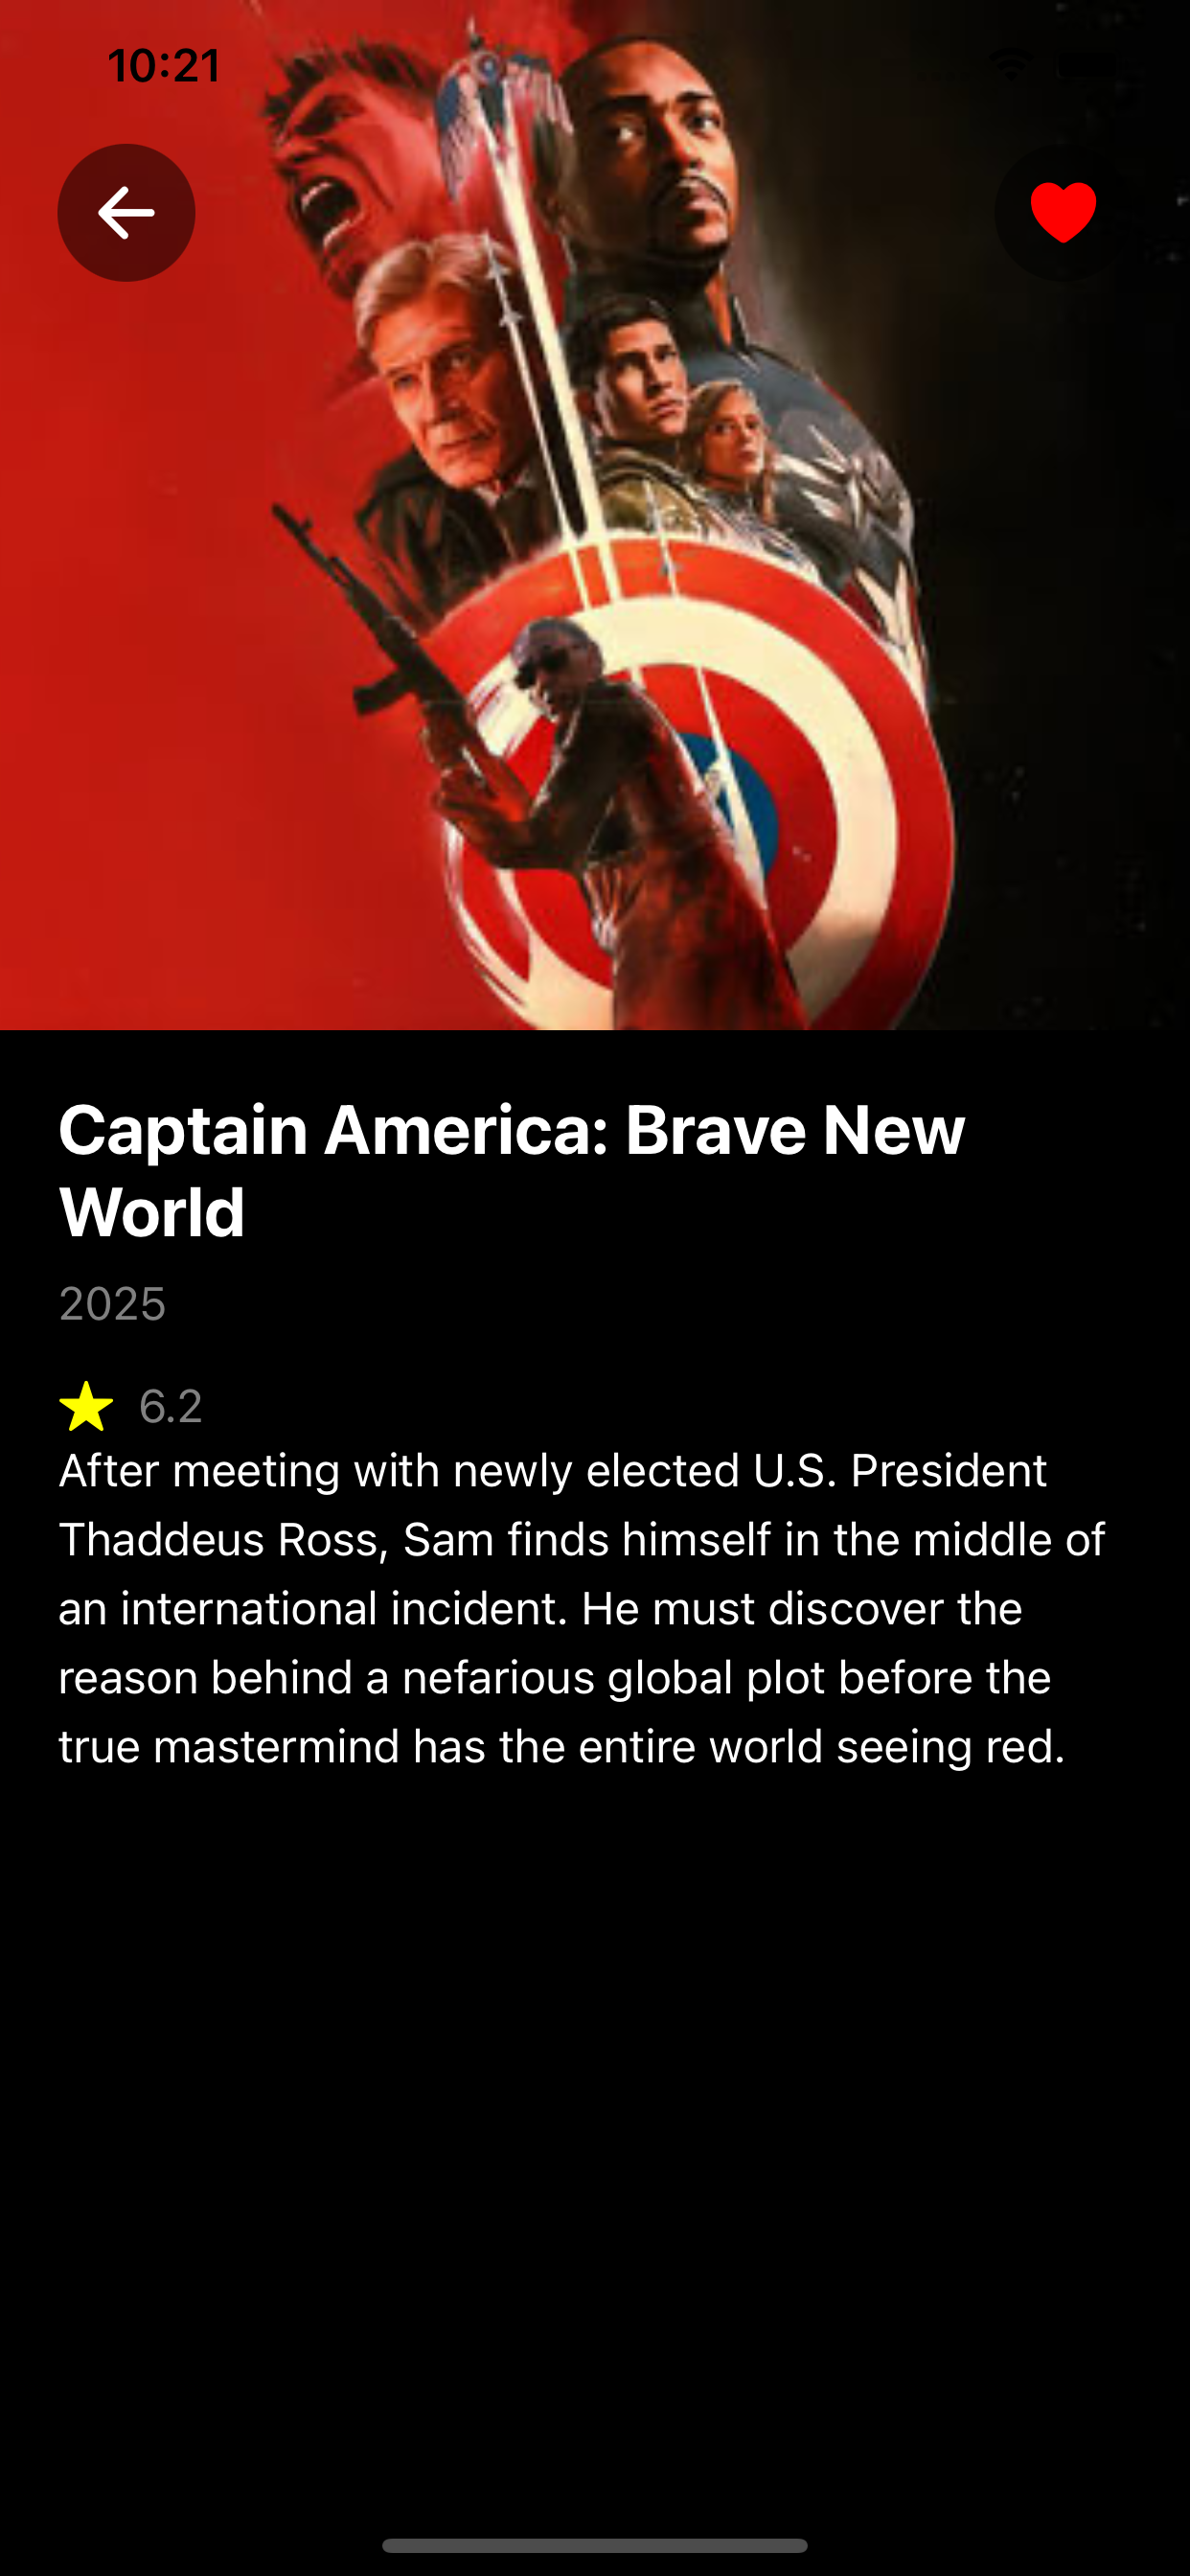 10:21
Captain America: Brave New
World
2025
6.2
After meeting with newly elected U.S. President
Thaddeus Ross, Sam finds himself in the middle of
an international incident. He must discover the
reason behind a nefarious global plot before the
true mastermind has the entire world seeing red.